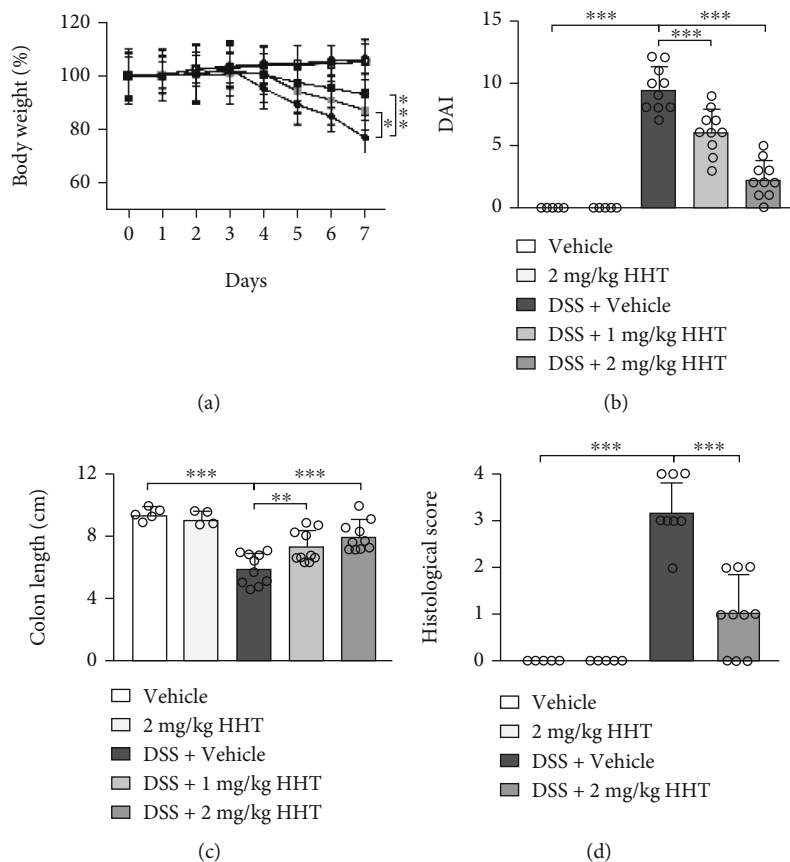 120
100
80
60
Body weight (%)
0 1 2 3 4 5 6 7
Days
*
***
(a)
*** ***
***
15
10
5
0
DAI
Vehicle
2 mg/kg HHT
DSS + Vehicle
DSS + 1 mg/kg HHT
DSS + 2 mg/kg HHT
(b)
*** ***
**
12
8
4
0
Colon length (cm)
Vehicle
2 mg/kg HHT
DSS + Vehicle
DSS + 1 mg/kg HHT
DSS + 2 mg/kg HHT
(c)
*** ***
4
3
2
1
0
Histological score
Vehicle
2 mg/kg HHT
DSS + Vehicle
DSS + 2 mg/kg HHT
(d)